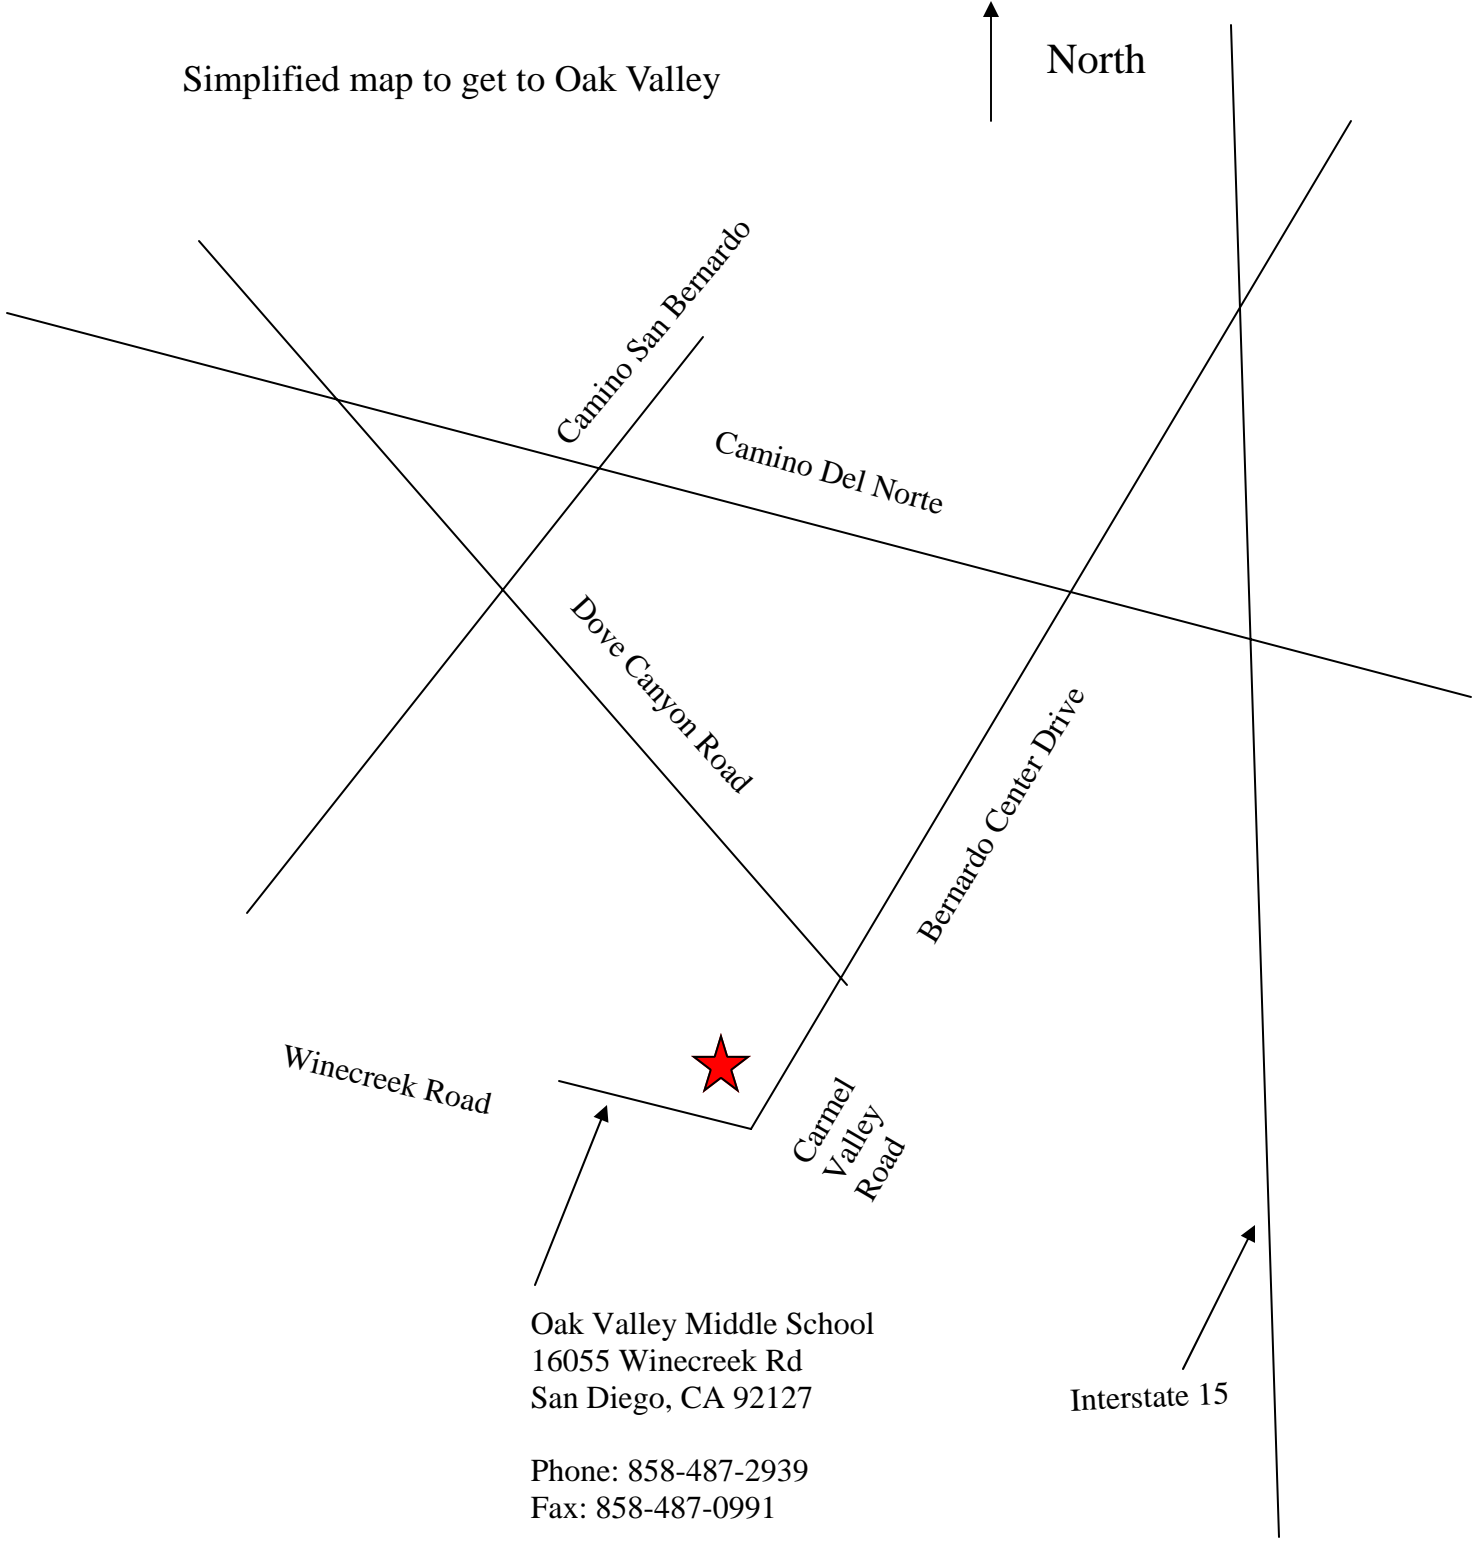 North
Simplified map to get to Oak Valley
Camino San Bernardo
Camino Del Norte
Dove Canyon Road
Bernardo Center Drive
Winecreek Road
Carmel
Valley
Road
Oak Valley Middle School
16055 Winecreek Rd
San Diego, CA 92127
Phone: 858-487-2939
Fax: 858-487-0991
Interstate 15